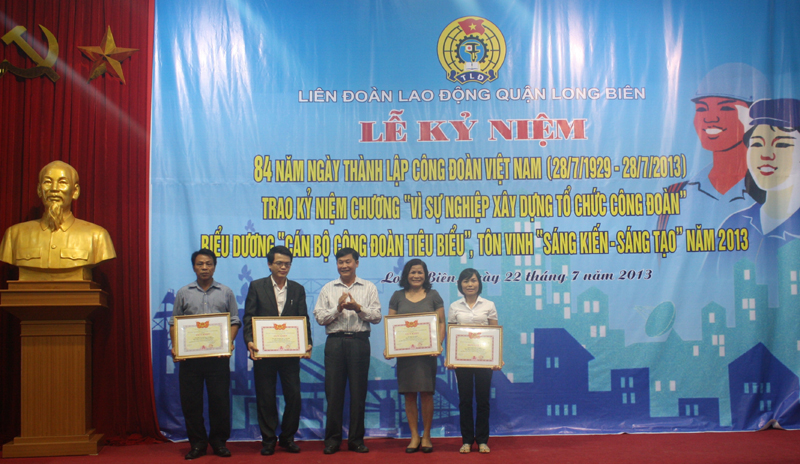 TLD
LIÊN ĐOÀN LAO ĐỘNG QUẬN LONG BIÊN
LỄ KỶ NIỆM
84 NĂM NGÀY THÀNH LẬP CÔNG ĐOÀN VIỆT NAM (28/7/1929 - 28/7/2013)
TRAO KỶ NIỆM CHƯƠNG "VÌ SỰ NGHIỆP XÂY DỰNG TỔ CHỨC CÔNG ĐOÀN"
BIỂU DƯƠNG "CÁN BỘ CÔNG ĐOÀN TIÊU BIỂU", TÔN VINH "SÁNG KIẾN - SÁNG TẠO" NĂM 2013
Biên, ngày 22 tháng 7 năm 2013